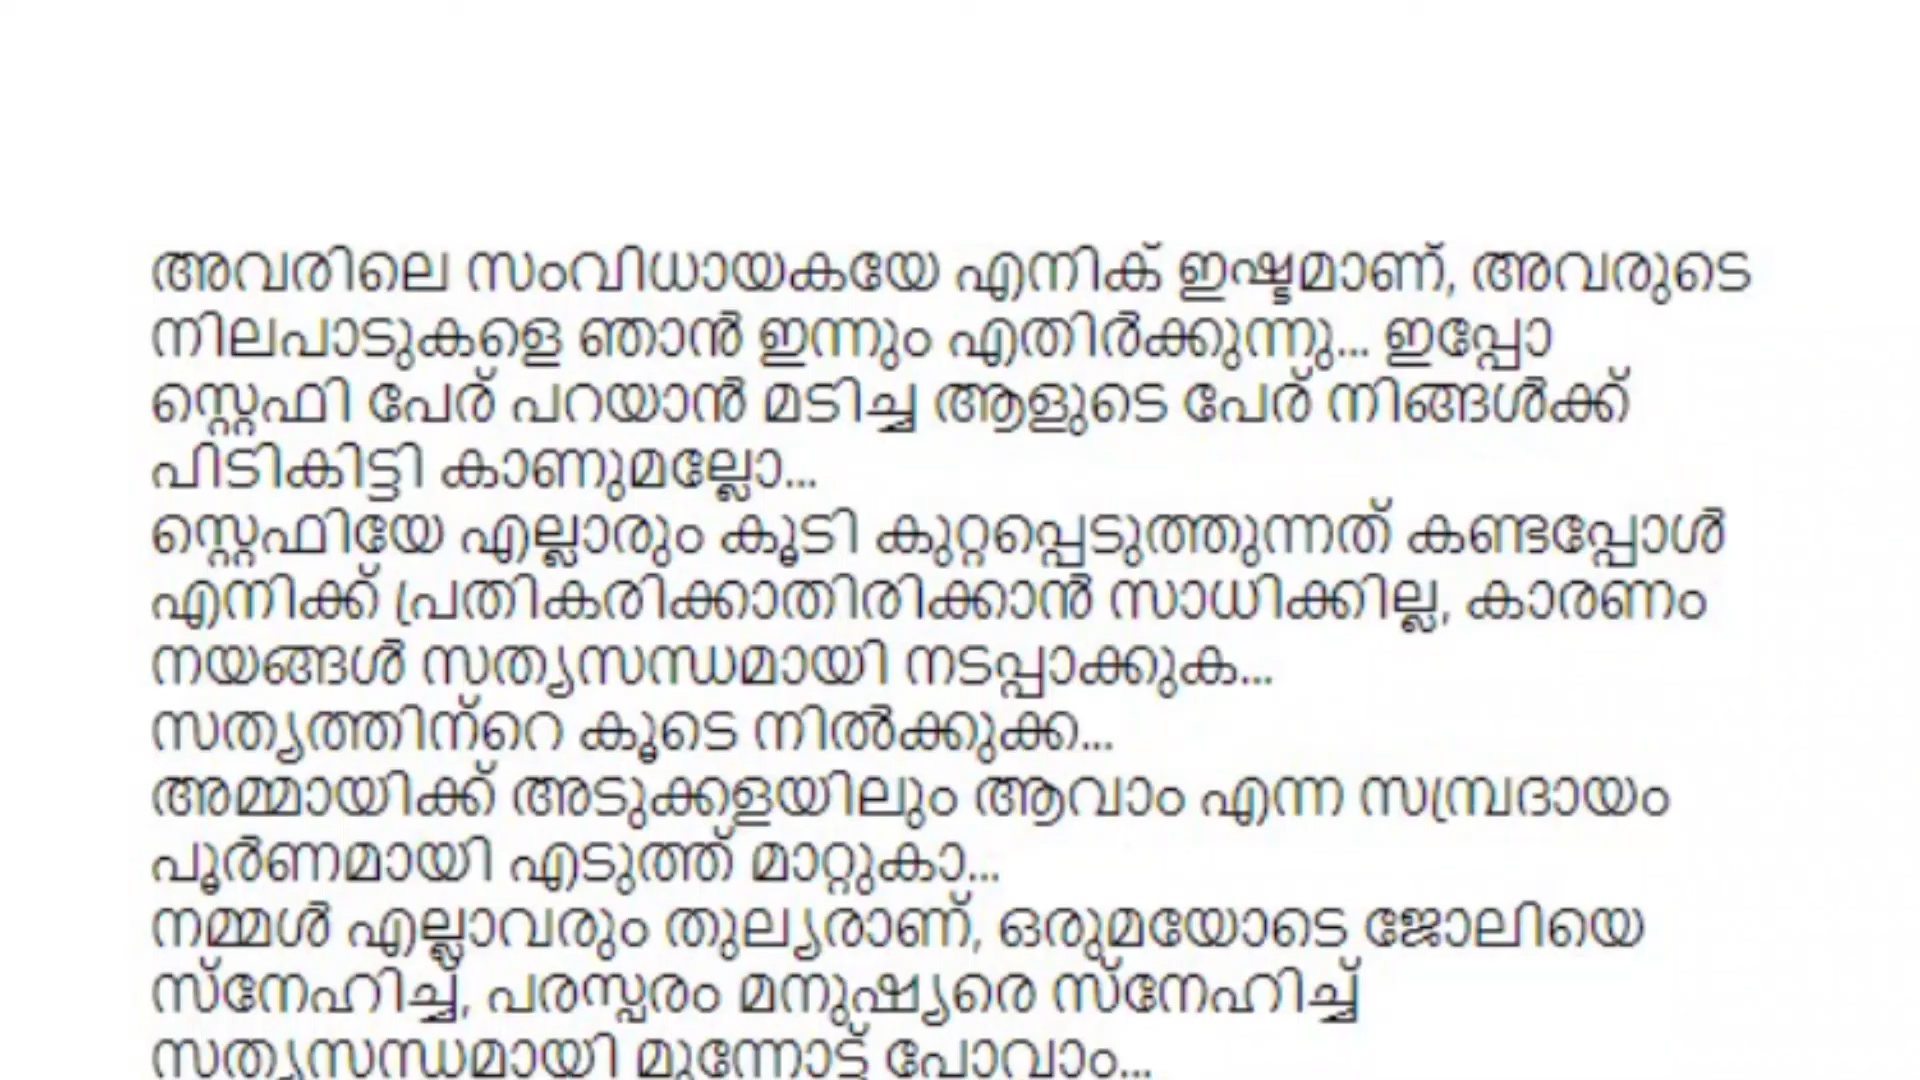 അവരിലെ സംവിധായകയേ എനിക് ഇഷ്ടമാണ്, അവരുടെ
നിലപാടുകളെ ഞാൻ ഇന്നും എതിർക്കുന്നു... ഇപ്പോ
സ്റ്റെഫി പേര് പറയാൻ മടിച്ച ആളുടെ പേര് നിങ്ങൾക്ക്
പിടികിട്ടി കാണുമല്ലോ...
സ്റ്റെഫിയേ എല്ലാരും കൂടി കുറ്റപ്പെടുത്തുന്നത് കണ്ടപ്പോൾ
എനിക്ക് പ്രതികരിക്കാതിരിക്കാൻ സാധിക്കില്ല, കാരണം
നയങ്ങൾ സത്യസന്ധമായി നടപ്പാക്കുക...
സത്യത്തിന്റെ കൂടെ നിൽക്കുക്ക...
അമ്മായിക്ക് അടുക്കളയിലും ആവാം എന്ന സമ്പ്രദായം
പൂർണമായി എടുത്ത് മാറ്റുകാ...
നമ്മൾ എല്ലാവരും തുല്യരാണ്, ഒരുമയോടെ ജോലിയെ
സ്നേഹിച്ച്, പരസ്പരം മനുഷ്യരെ സ്നേഹിച്ച്
സത്യസന്ധമായി മുന്നോട്ട് പോവാം...